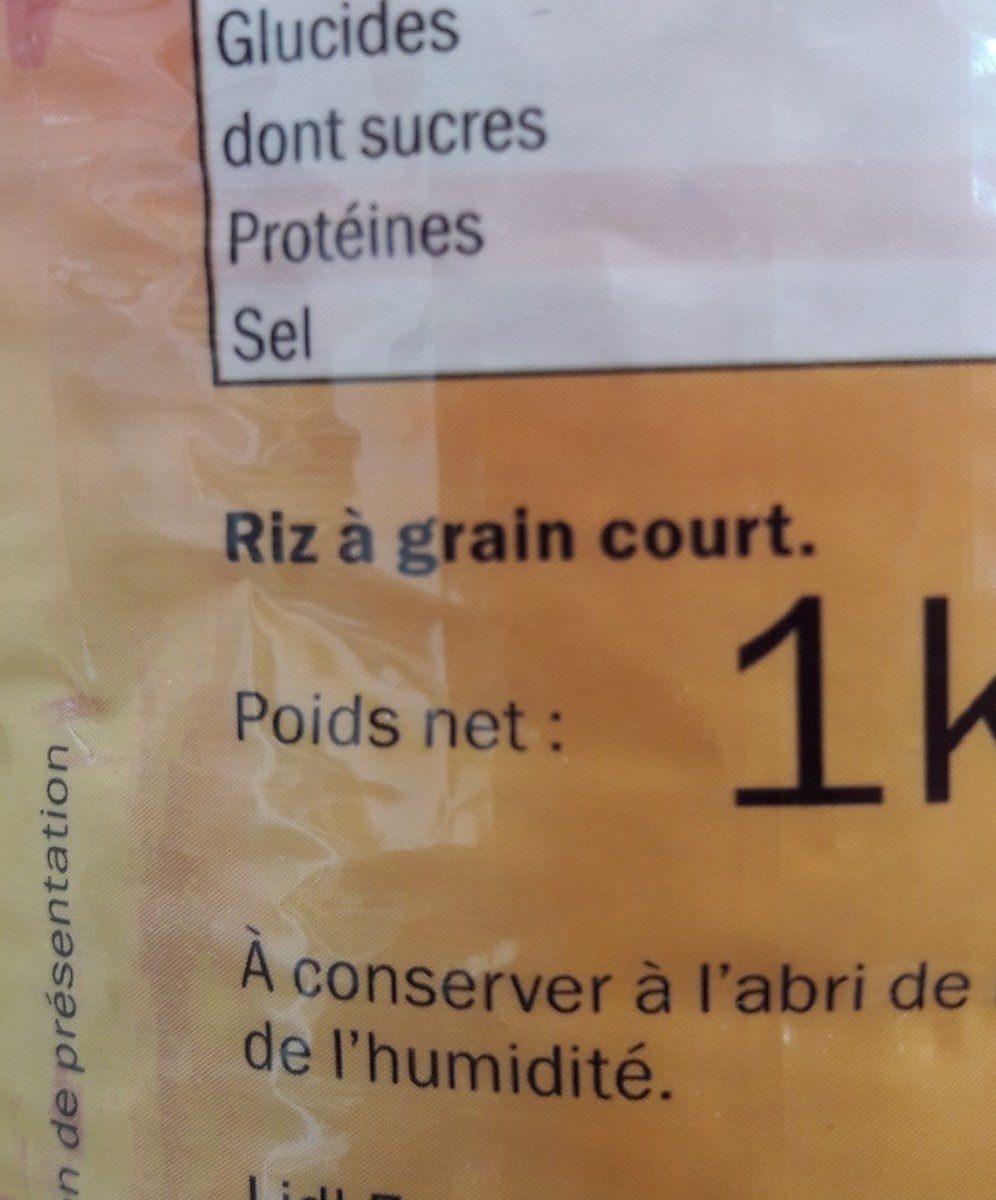 Glucides
dont sucres
Protéines
Sel
Riz à grain court.
Poids net :
1k
À conserver à l'abri de
de l'humidité.
de présentation